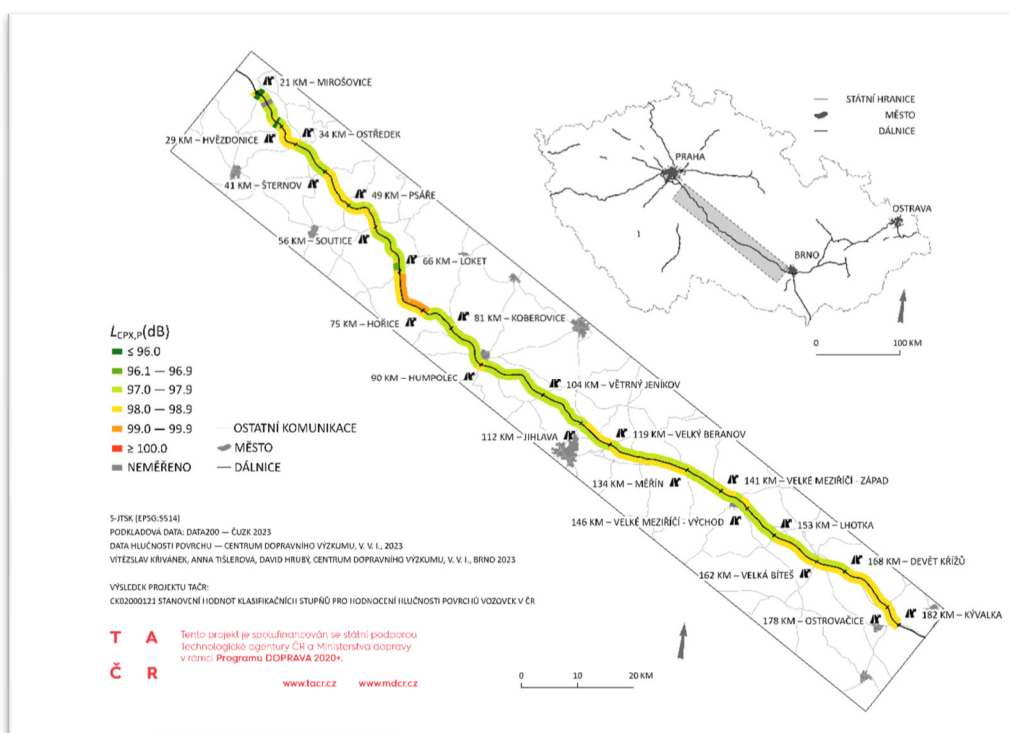 21 KM – MIROŠOVICE
29 KM – HVĚZDONICE
34 KM – OSTŘEDEK
41 KM – ŠTERNOV
49 KM – PSÁŘE
56 KM – SOUTICE
66 KM – LOKET
75 KM – HOŘICE
81 KM – KOBEROVICE
90 KM – HUMPOLEC
104 KM – VĚTRNÝ JENÍKOV
112 KM – JIHLAVA
119 KM – VELKÝ BERANOV
134 KM – MĚŘÍN
141 KM – VELKÉ MEZIŘÍČÍ - ZÁPAD
146 KM – VELKÉ MEZIŘÍČÍ - VÝCHOD
153 KM – LHOTKA
162 KM – VELKÁ BÍTEŠ
168 KM – DEVĚT KŘÍŽŮ
178 KM – OSTROVAČICE
182 KM – KÝVALKA
STÁTNÍ HRANICE
MĚSTO
DÁLNICE
PRAHA
OSTRAVA
BRNO
0 100 KM
LCPX,P(dB)
≤ 96.0
96.1 — 96.9
97.0 — 97.9
98.0 — 98.9
99.0 — 99.9
≥ 100.0
NEMĚŘENO
OSTATNÍ KOMUNIKACE
MĚSTO
DÁLNICE
S-JTSK (EPSG:5514)
PODKLADOVÁ DATA: DATA200 — ČUZK 2023
DATA HLUČNOSTI POVRCHU — CENTRUM DOPRAVNÍHO VÝZKUMU, V. V. I., 2023
VÍTĚZSLAV KŘIVÁNEK, ANNA TIŠLEROVÁ, DAVID HRUBÝ, CENTRUM DOPRAVNÍHO VÝZKUMU, V. V. I., BRNO 2023
VÝSLEDEK PROJEKTU TAČR:
CK02000121 STANOVENÍ HODNOT KLASIFIKAČNÍCH STUPŇŮ PRO HODNOCENÍ HLUČNOSTI POVRCHŮ VOZOVEK V ČR
T A
Č R
Tento projekt je spolufinancován se státní podporou
Technologické agentury ČR a Ministerstva dopravy
v rámci Programu DOPRAVA 2020+.
www.tacr.cz www.mdcr.cz
0 10 20 KM